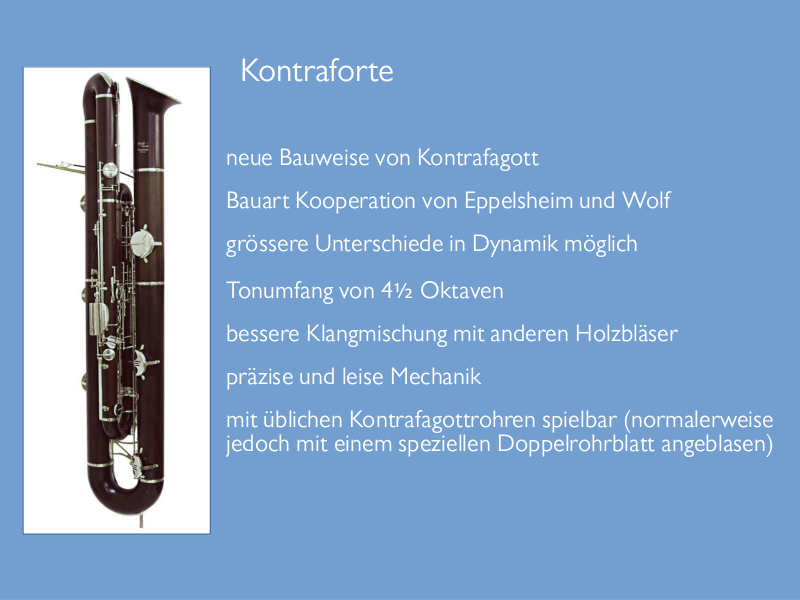 Kontraforte
neue Bauweise von Kontrafagott
Bauart Kooperation von Eppelsheim und Wolf
grössere Unterschiede in Dynamik möglich
Tonumfang von 4½ Oktaven
bessere Klangmischung mit anderen Holzbläser
präzise und leise Mechanik
mit üblichen Kontrafagottrohren spielbar (normalerweise
jedoch mit einem speziellen Doppelrohrblatt angeblasen)